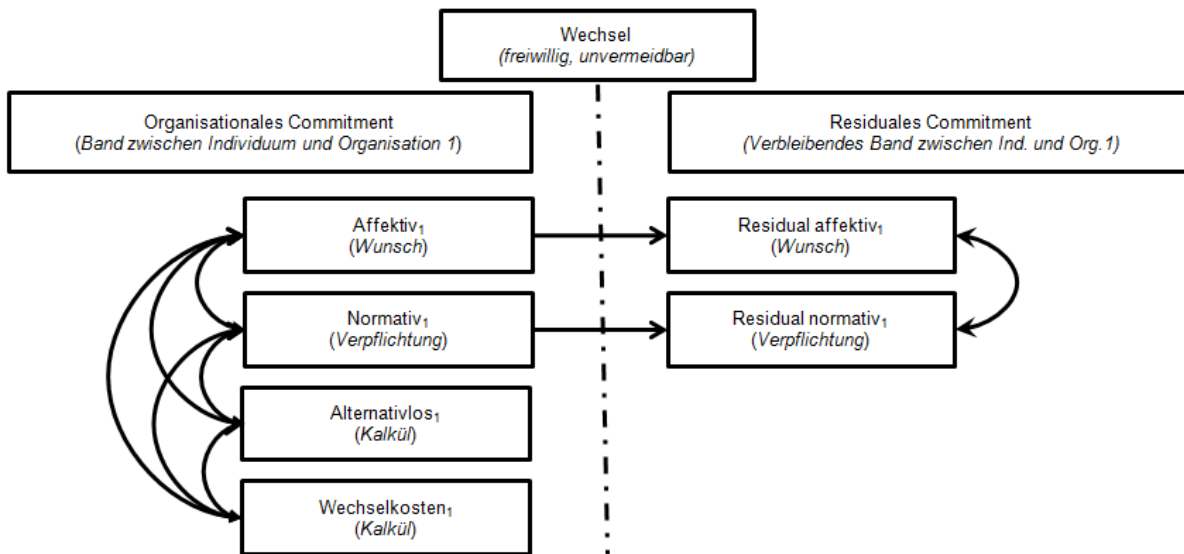 Wechsel
(freiwillig, unvermeidbar)
Organisationales Commitment
(Band zwischen Individuum und Organisation 1)
Residuales Commitment
(Verbleibendes Band zwischen Ind. und Org.1)
Affektiv₁
(Wunsch)
Residual affektiv₁
(Wunsch)
Normativ₁
(Verpflichtung)
Residual normativ₁
(Verpflichtung)
Alternativlos₁
(Kalkül)
Wechselkosten₁
(Kalkül)